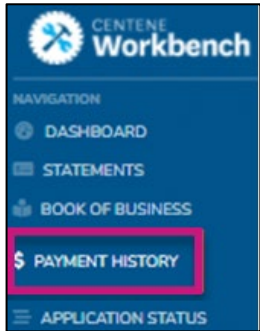 CENTENE
Workbench
NAVIGATION
DASHBOARD
STATEMENTS
BOOK OF BUSINESS
$ PAYMENT HISTORY
APPLICATION STATUS